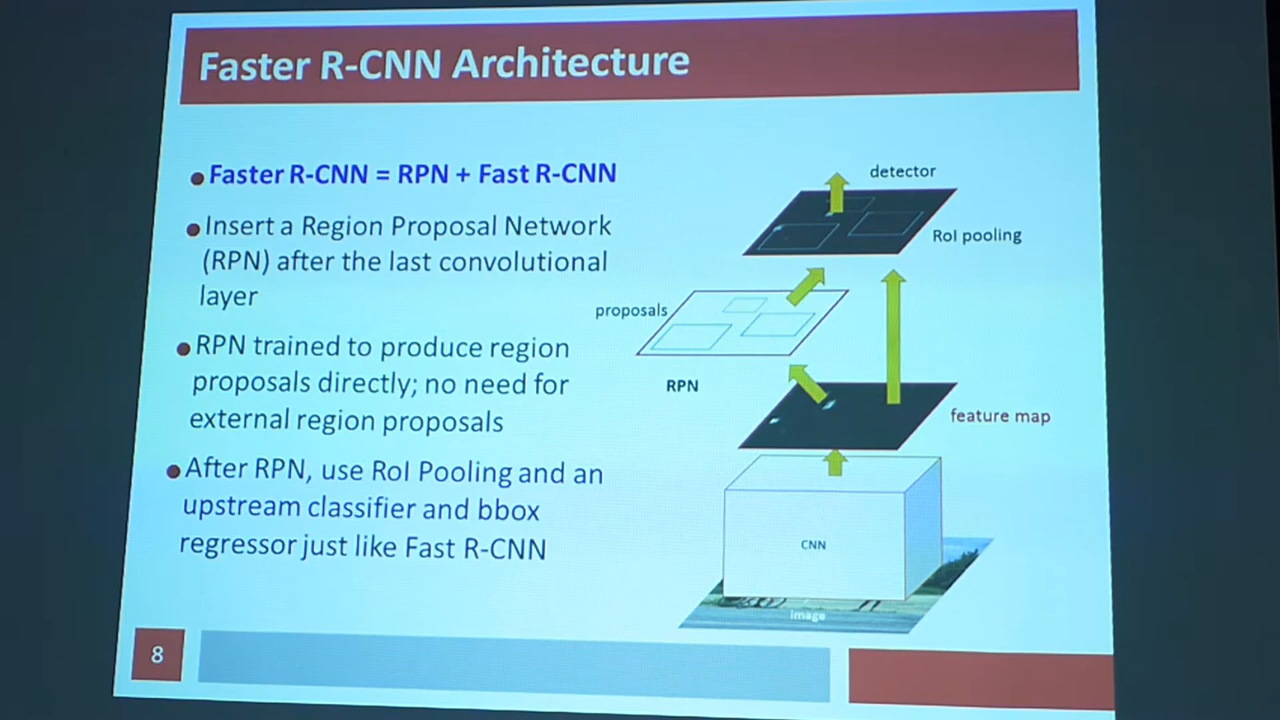 Faster R-CNN Architecture
Faster R-CNN = RPN + Fast R-CNN
Insert a Region Proposal Network
(RPN) after the last convolutional
layer
RPN trained to produce region
proposals directly; no need for
external region proposals
After RPN, use RoI Pooling and an
upstream classifier and bbox
regressor just like Fast R-CNN
detector
RoI pooling
proposals
RPN
feature map
CNN
image
8